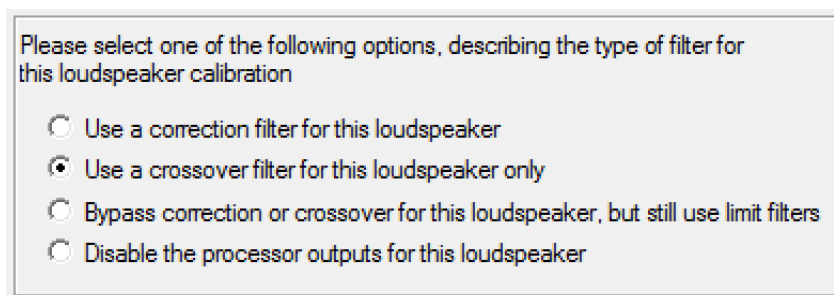 Please select one of the following options, describing the type of filter for
this loudspeaker calibration
Use a correction filter for this loudspeaker
Use a crossover filter for this loudspeaker only
Bypass correction or crossover for this loudspeaker, but still use limit filters
Disable the processor outputs for this loudspeaker